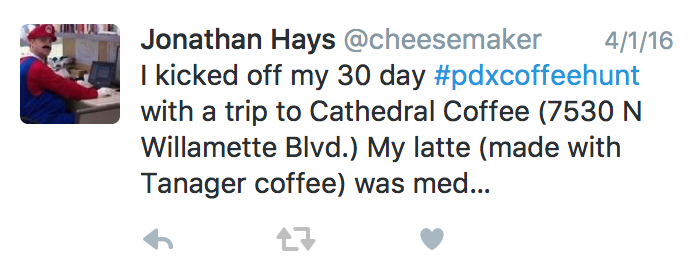 Jonathan Hays @cheesemaker 4/1/16
I kicked off my 30 day #pdxcoffeehunt
with a trip to Cathedral Coffee (7530 N
Willamette Blvd.) My latte (made with
Tanager coffee) was med...